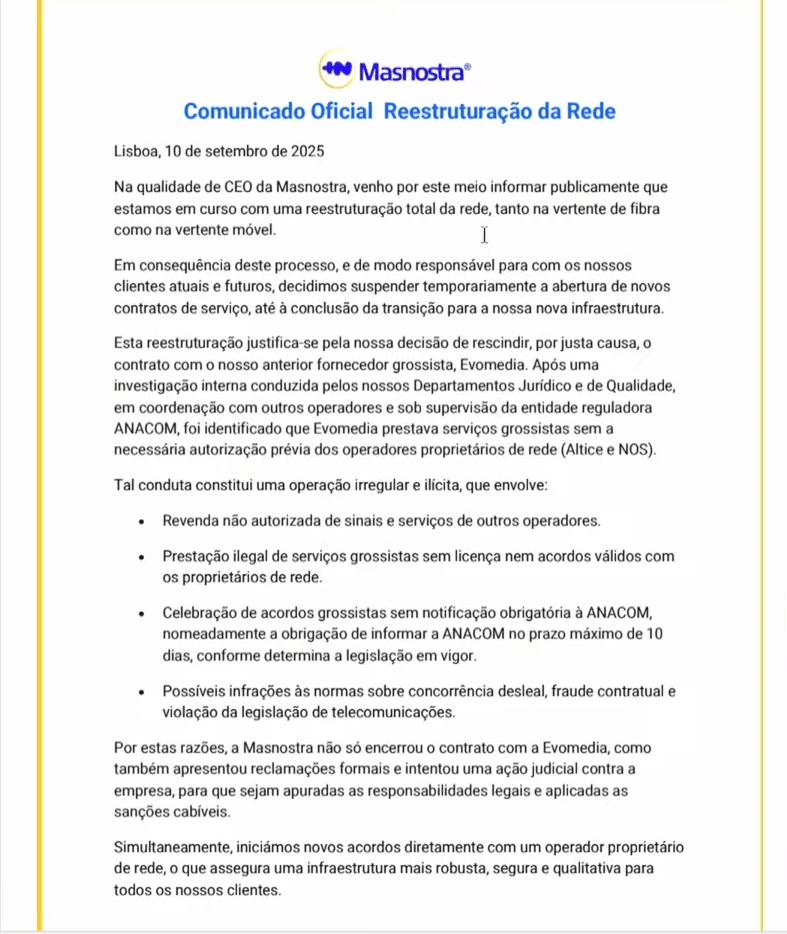 Masnostra®
Comunicado Oficial Reestruturação da Rede
Lisboa, 10 de setembro de 2025
Na qualidade de CEO da Masnostra, venho por este meio informar publicamente que
estamos em curso com uma reestruturação total da rede, tanto na vertente de fibra
como na vertente móvel.
Em consequência deste processo, e de modo responsável para com os nossos
clientes atuais e futuros, decidimos suspender temporariamente a abertura de novos
contratos de serviço, até à conclusão da transição para a nossa nova infraestrutura.
Esta reestruturação justifica-se pela nossa decisão de rescindir, por justa causa, o
contrato com o nosso anterior fornecedor grossista, Evomedia. Após uma
investigação interna conduzida pelos nossos Departamentos Jurídico e de Qualidade,
em coordenação com outros operadores e sob supervisão da entidade reguladora
ANACOM, foi identificado que Evomedia prestava serviços grossistas sem a
necessária autorização prévia dos operadores proprietários de rede (Altice e NOS).
Tal conduta constitui uma operação irregular e ilícita, que envolve:
• Revenda não autorizada de sinais e serviços de outros operadores.
• Prestação ilegal de serviços grossistas sem licença nem acordos válidos com
os proprietários de rede.
• Celebração de acordos grossistas sem notificação obrigatória à ANACOM,
nomeadamente a obrigação de informar a ANACOM no prazo máximo de 10
dias, conforme determina a legislação em vigor.
• Possíveis infrações às normas sobre concorrência desleal, fraude contratual e
violação da legislação de telecomunicações.
Por estas razões, a Masnostra não só encerrou o contrato com a Evomedia, como
também apresentou reclamações formais e intentou uma ação judicial contra a
empresa, para que sejam apuradas as responsabilidades legais e aplicadas as
sanções cabíveis.
Simultaneamente, iniciámos novos acordos diretamente com um operador proprietário
de rede, o que assegura uma infraestrutura mais robusta, segura e qualitativa para
todos os nossos clientes.